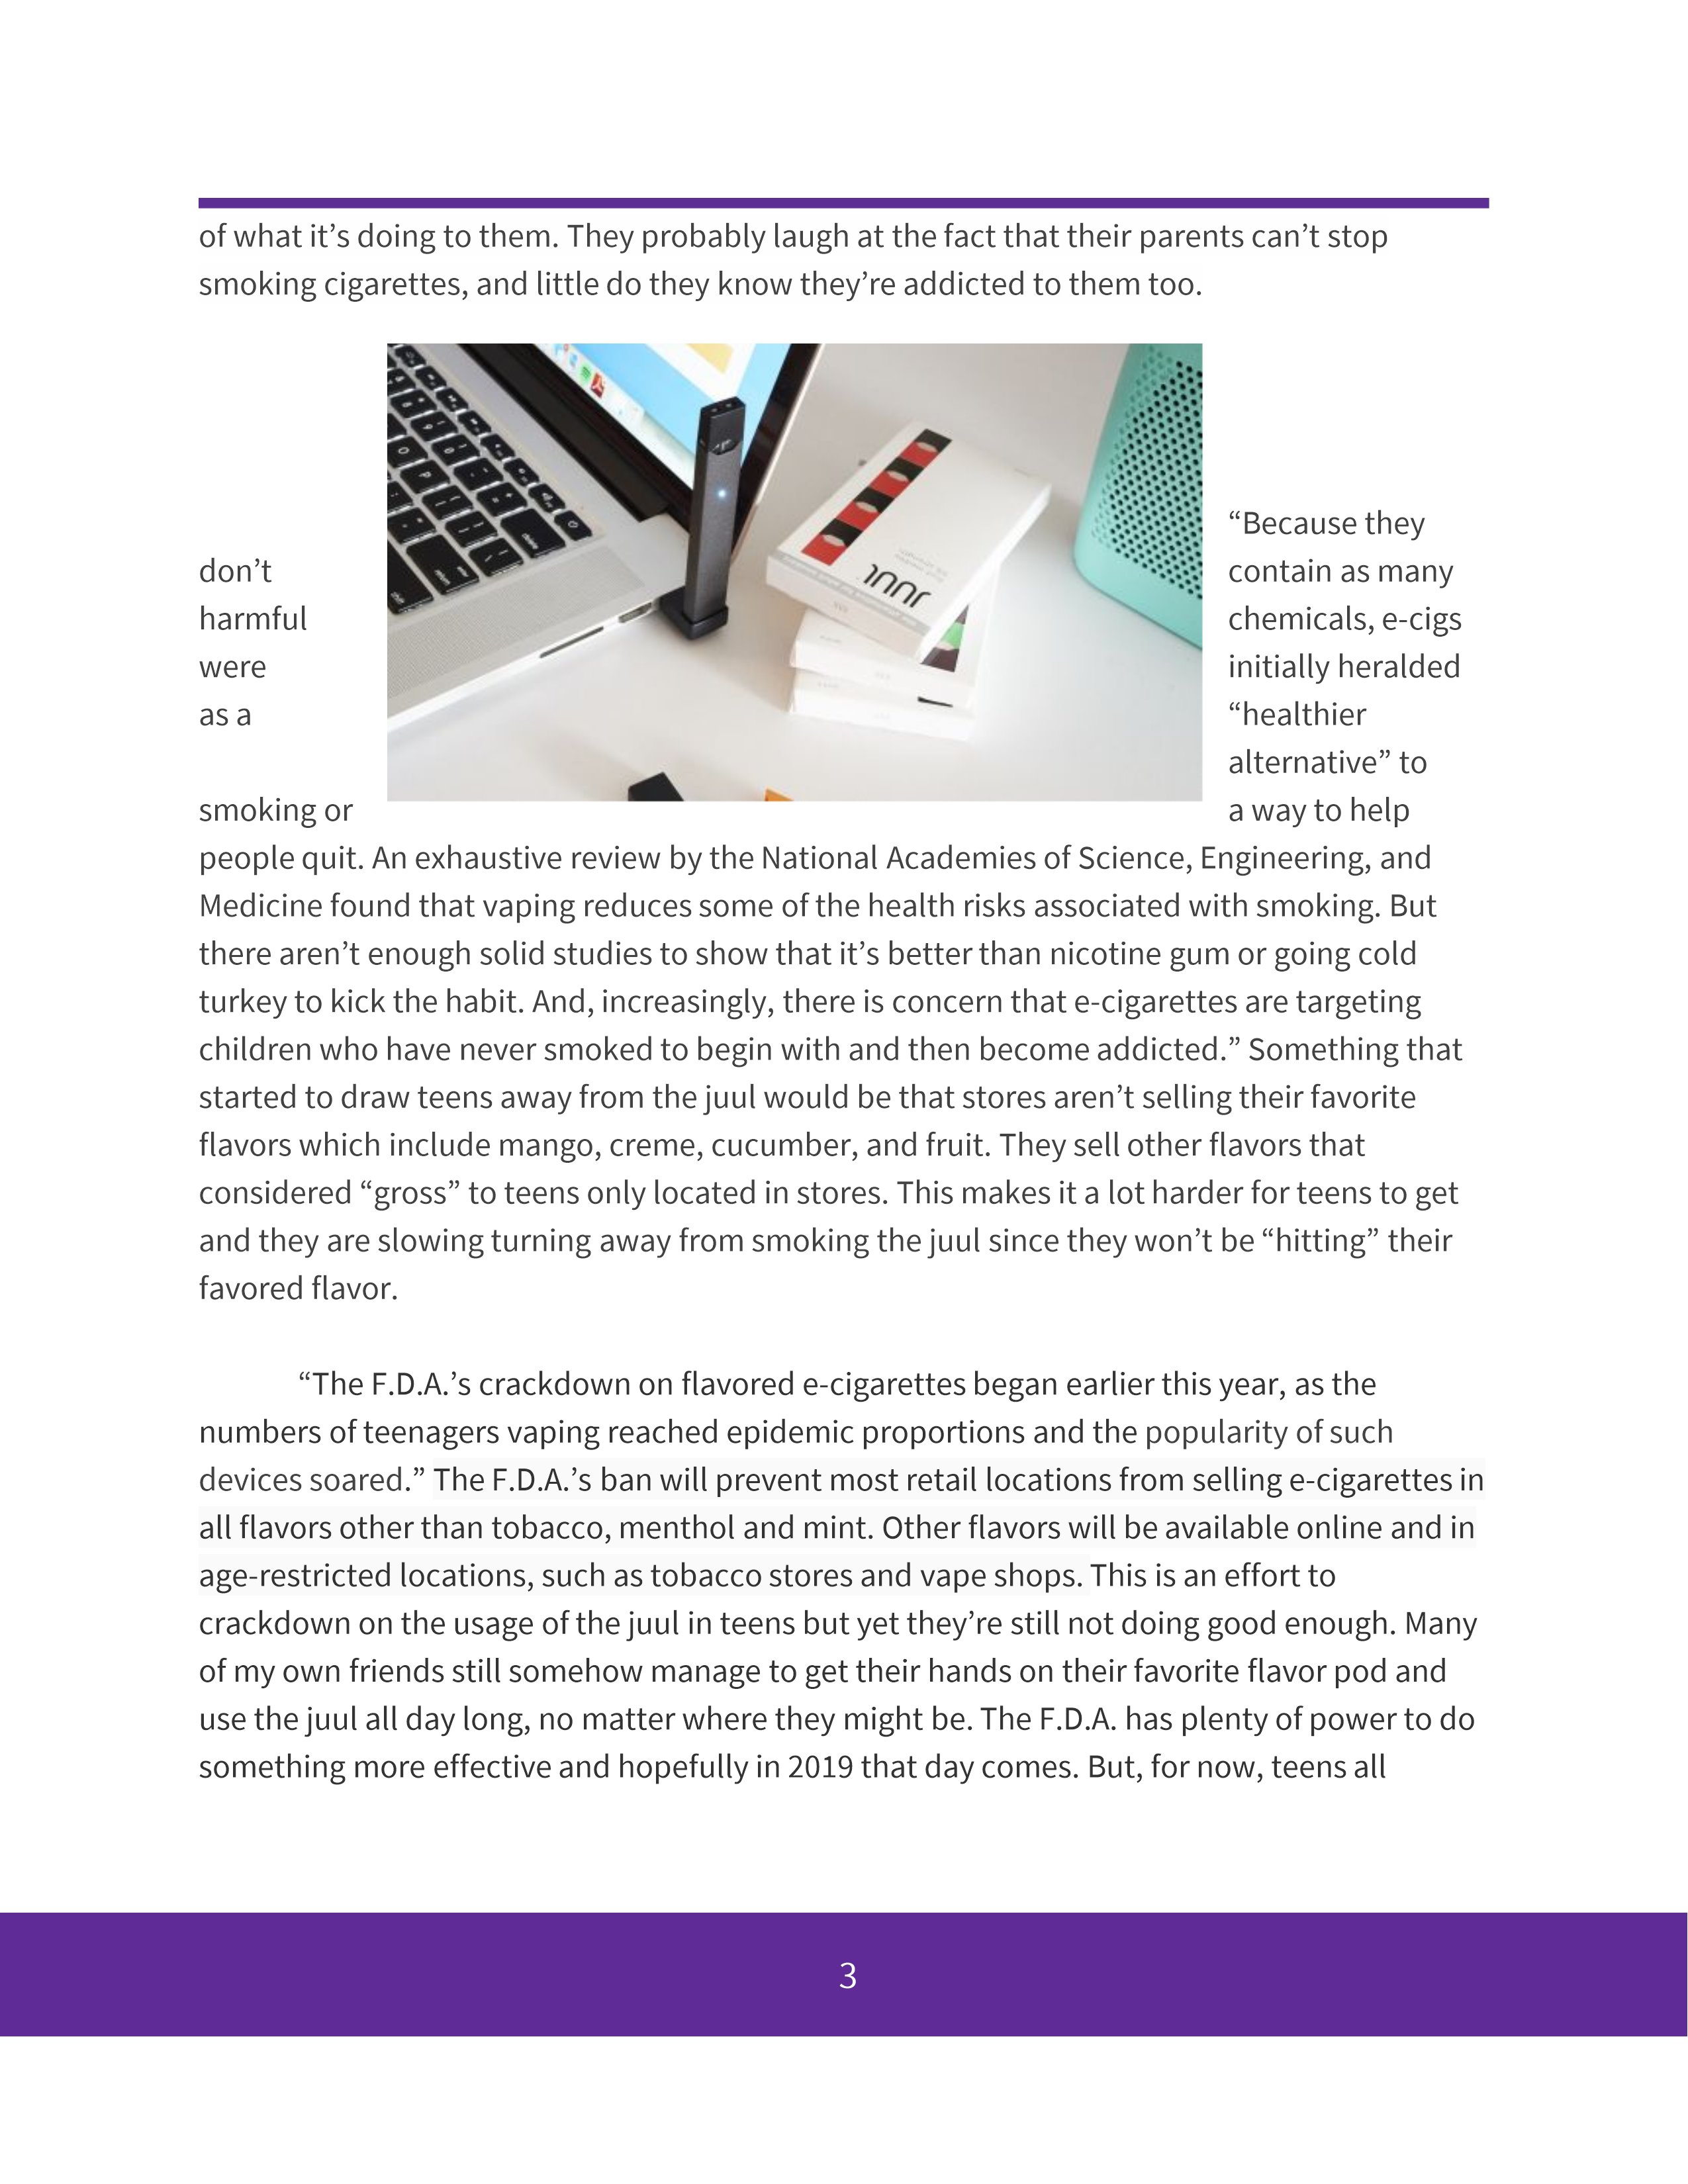 of what it’s doing to them. They probably laugh at the fact that their parents can’t stop
smoking cigarettes, and little do they know they’re addicted to them too.
JUUL
“Because they
don’t contain as many
harmful chemicals, e-cigs
were initially heralded
as a “healthier
alternative” to
smoking or a way to help
people quit. An exhaustive review by the National Academies of Science, Engineering, and
Medicine found that vaping reduces some of the health risks associated with smoking. But
there aren’t enough solid studies to show that it’s better than nicotine gum or going cold
turkey to kick the habit. And, increasingly, there is concern that e-cigarettes are targeting
children who have never smoked to begin with and then become addicted.” Something that
started to draw teens away from the juul would be that stores aren’t selling their favorite
flavors which include mango, creme, cucumber, and fruit. They sell other flavors that
considered “gross” to teens only located in stores. This makes it a lot harder for teens to get
and they are slowing turning away from smoking the juul since they won’t be “hitting” their
favored flavor.
“The F.D.A.’s crackdown on flavored e-cigarettes began earlier this year, as the
numbers of teenagers vaping reached epidemic proportions and the popularity of such
devices soared.” The F.D.A.’s ban will prevent most retail locations from selling e-cigarettes in
all flavors other than tobacco, menthol and mint. Other flavors will be available online and in
age-restricted locations, such as tobacco stores and vape shops. This is an effort to
crackdown on the usage of the juul in teens but yet they’re still not doing good enough. Many
of my own friends still somehow manage to get their hands on their favorite flavor pod and
use the juul all day long, no matter where they might be. The F.D.A. has plenty of power to do
something more effective and hopefully in 2019 that day comes. But, for now, teens all
3